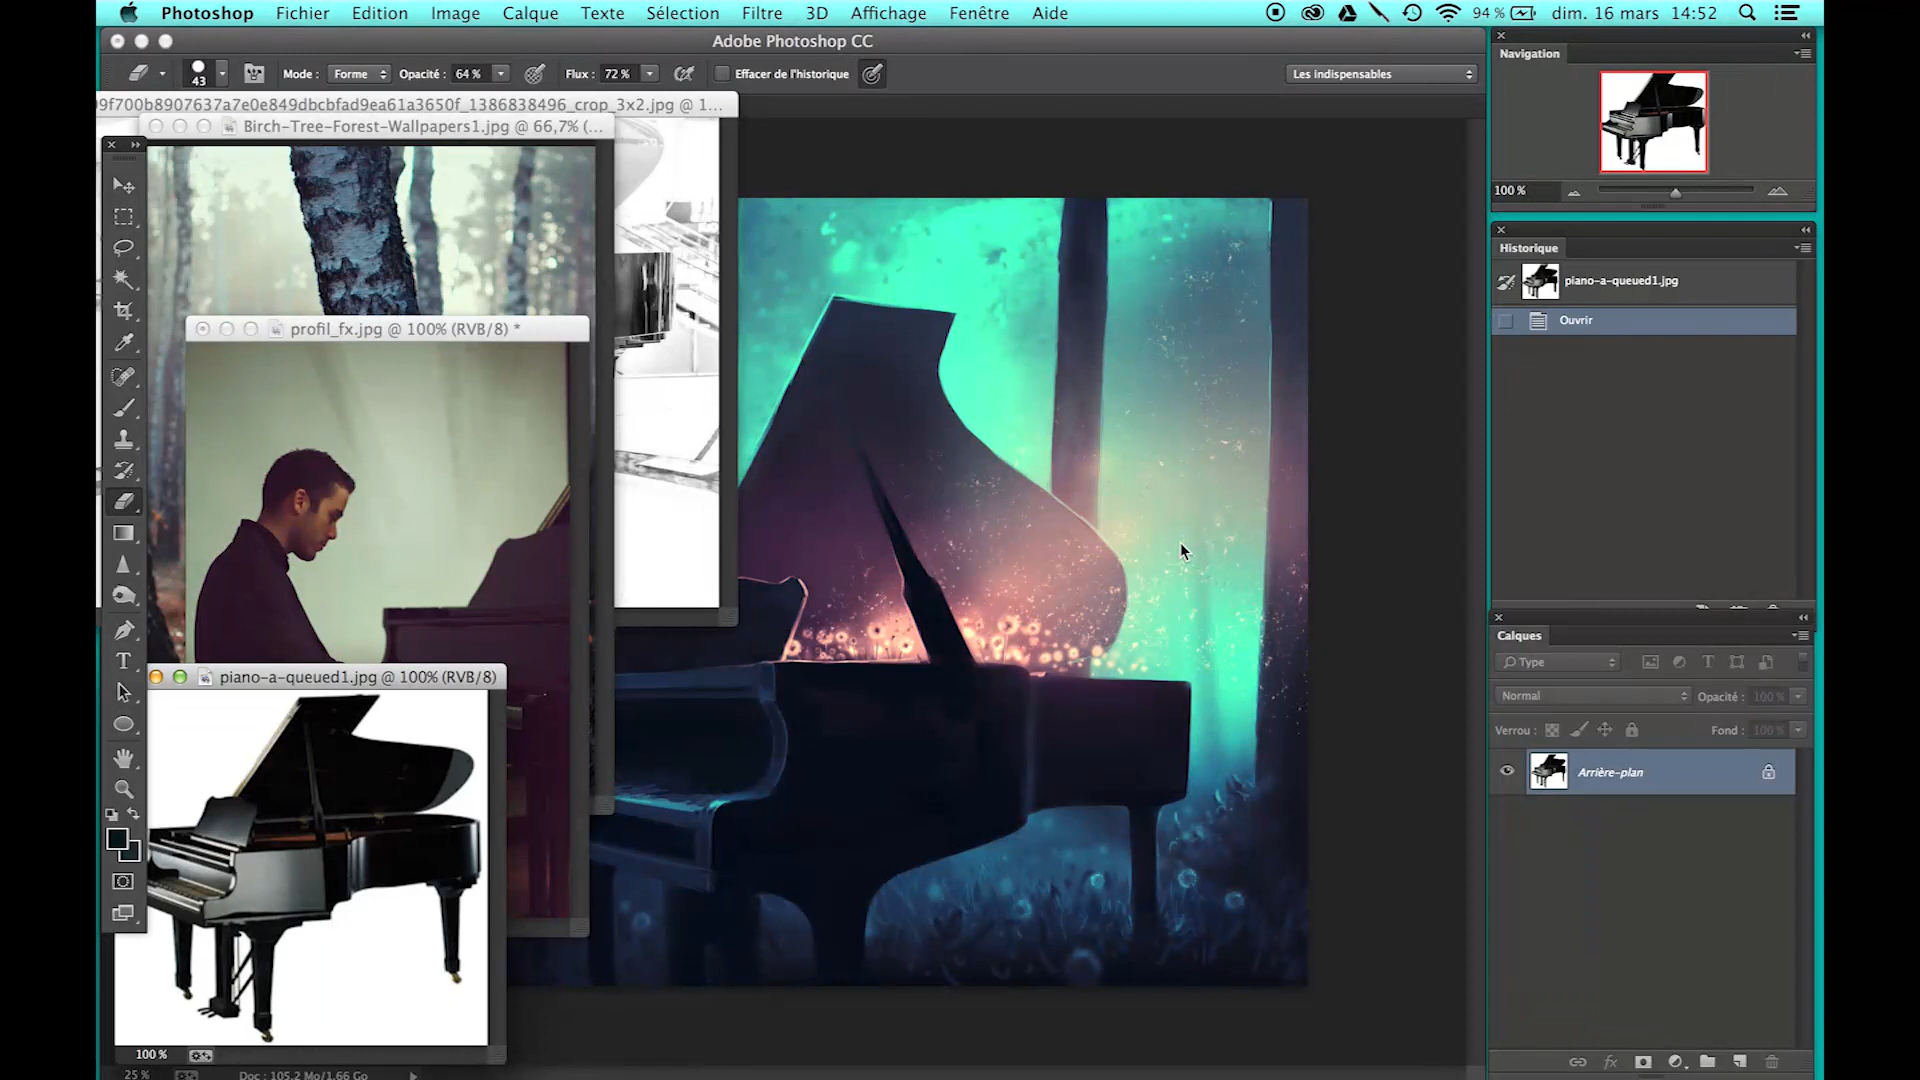 Photoshop Fichier Edition Image Calque Texte Sélection Filtre 3D Affichage Fenêtre Aide 94 % dim. 16 mars 14:52
Adobe Photoshop CC
43 Mode : Forme Opacité : 64 % Flux : 72 % Effacer de l'historique Les indispensables
9f700b8907637a7e0e849dbcbfad9ea61a3650f_1386838496_crop_3x2.jpg @ 1...
Birch-Tree-Forest-Wallpapers1.jpg @ 66,7% (...
profil_fx.jpg @ 100% (RVB/8) *
piano-a-queued1.jpg @ 100% (RVB/8)
100 %
25 % Doc : 105,2 Mo/1,66 Go
Navigation
100 %
Historique
piano-a-queued1.jpg
Ouvrir
Calques
Type
Normal Opacité : 100 %
Verrou : Fond : 100 %
Arrière-plan
fx